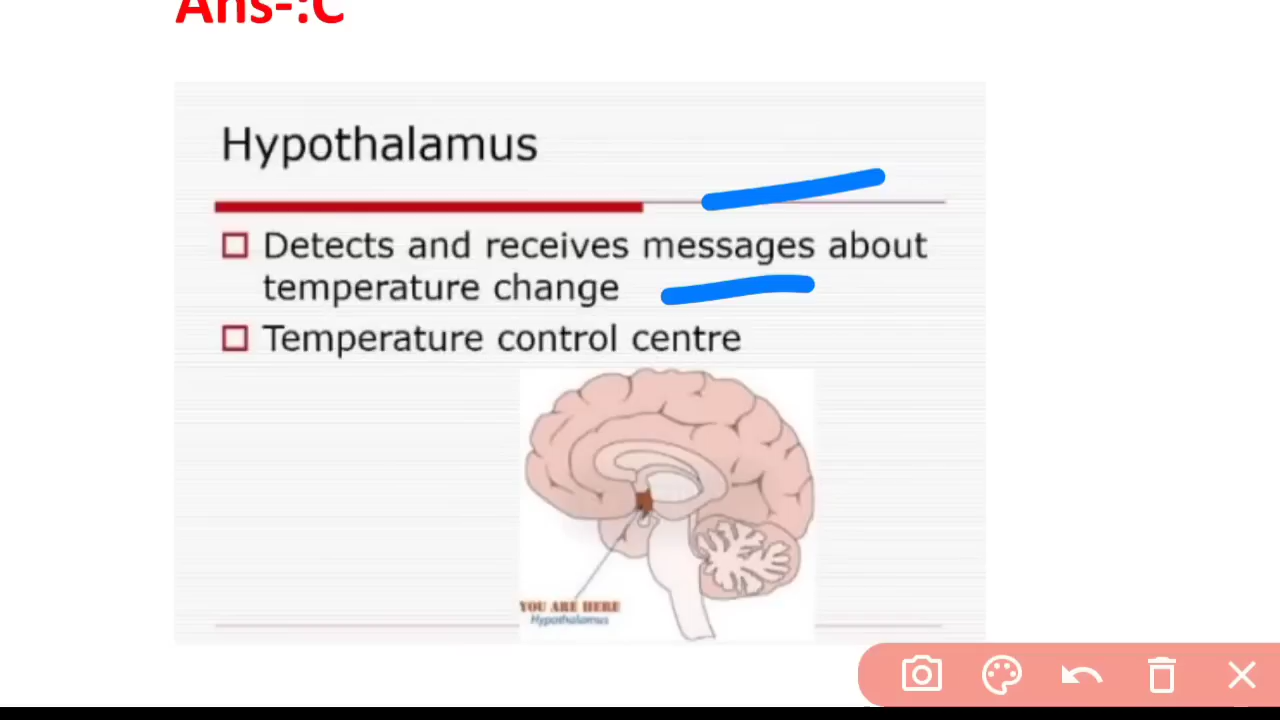 Ans-:C
Hypothalamus
Detects and receives messages about
temperature change
Temperature control centre
YOU ARE HERE
Hypothalamus